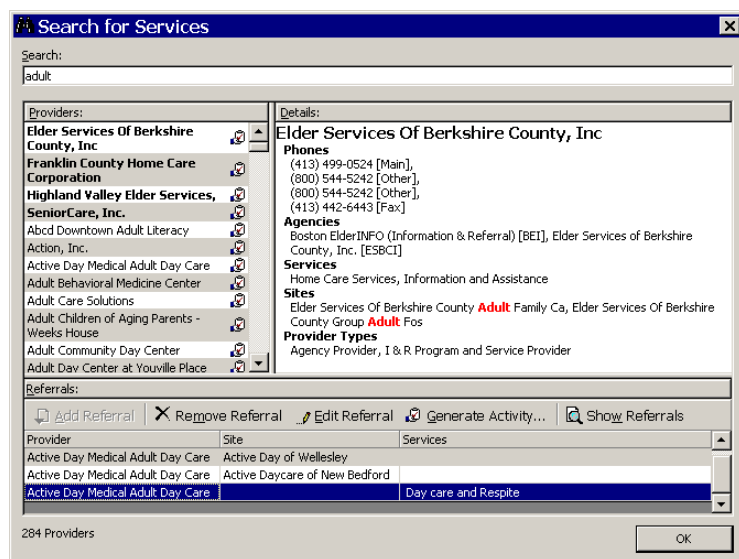 Search for Services
Search:
adult
Providers:
Elder Services Of Berkshire
County, Inc
Franklin County Home Care
Corporation
Highland Valley Elder Services,
SeniorCare, Inc.
Abcd Downtown Adult Literacy
Action, Inc.
Active Day Medical Adult Day Care
Adult Behavioral Medicine Center
Adult Care Solutions
Adult Children of Aging Parents -
Weeks House
Adult Community Day Center
Adult Day Center at Youville Place
Details:
Elder Services Of Berkshire County, Inc
Phones
(413) 499-0524 [Main],
(800) 544-5242 [Other],
(800) 544-5242 [Other],
(413) 442-6443 [Fax]
Agencies
Boston ElderINFO (Information & Referral) [BEI], Elder Services of Berkshire
County, Inc. [ESBCI]
Services
Home Care Services, Information and Assistance
Sites
Elder Services Of Berkshire County Adult Family Ca, Elder Services Of Berkshire
County Group Adult Fos
Provider Types
Agency Provider, I & R Program and Service Provider
Referrals:
Add Referral Remove Referral Edit Referral Generate Activity... Show Referrals
Provider Site Services
Active Day Medical Adult Day Care Active Day of Wellesley
Active Day Medical Adult Day Care Active Daycare of New Bedford
Active Day Medical Adult Day Care Day care and Respite
284 Providers
OK